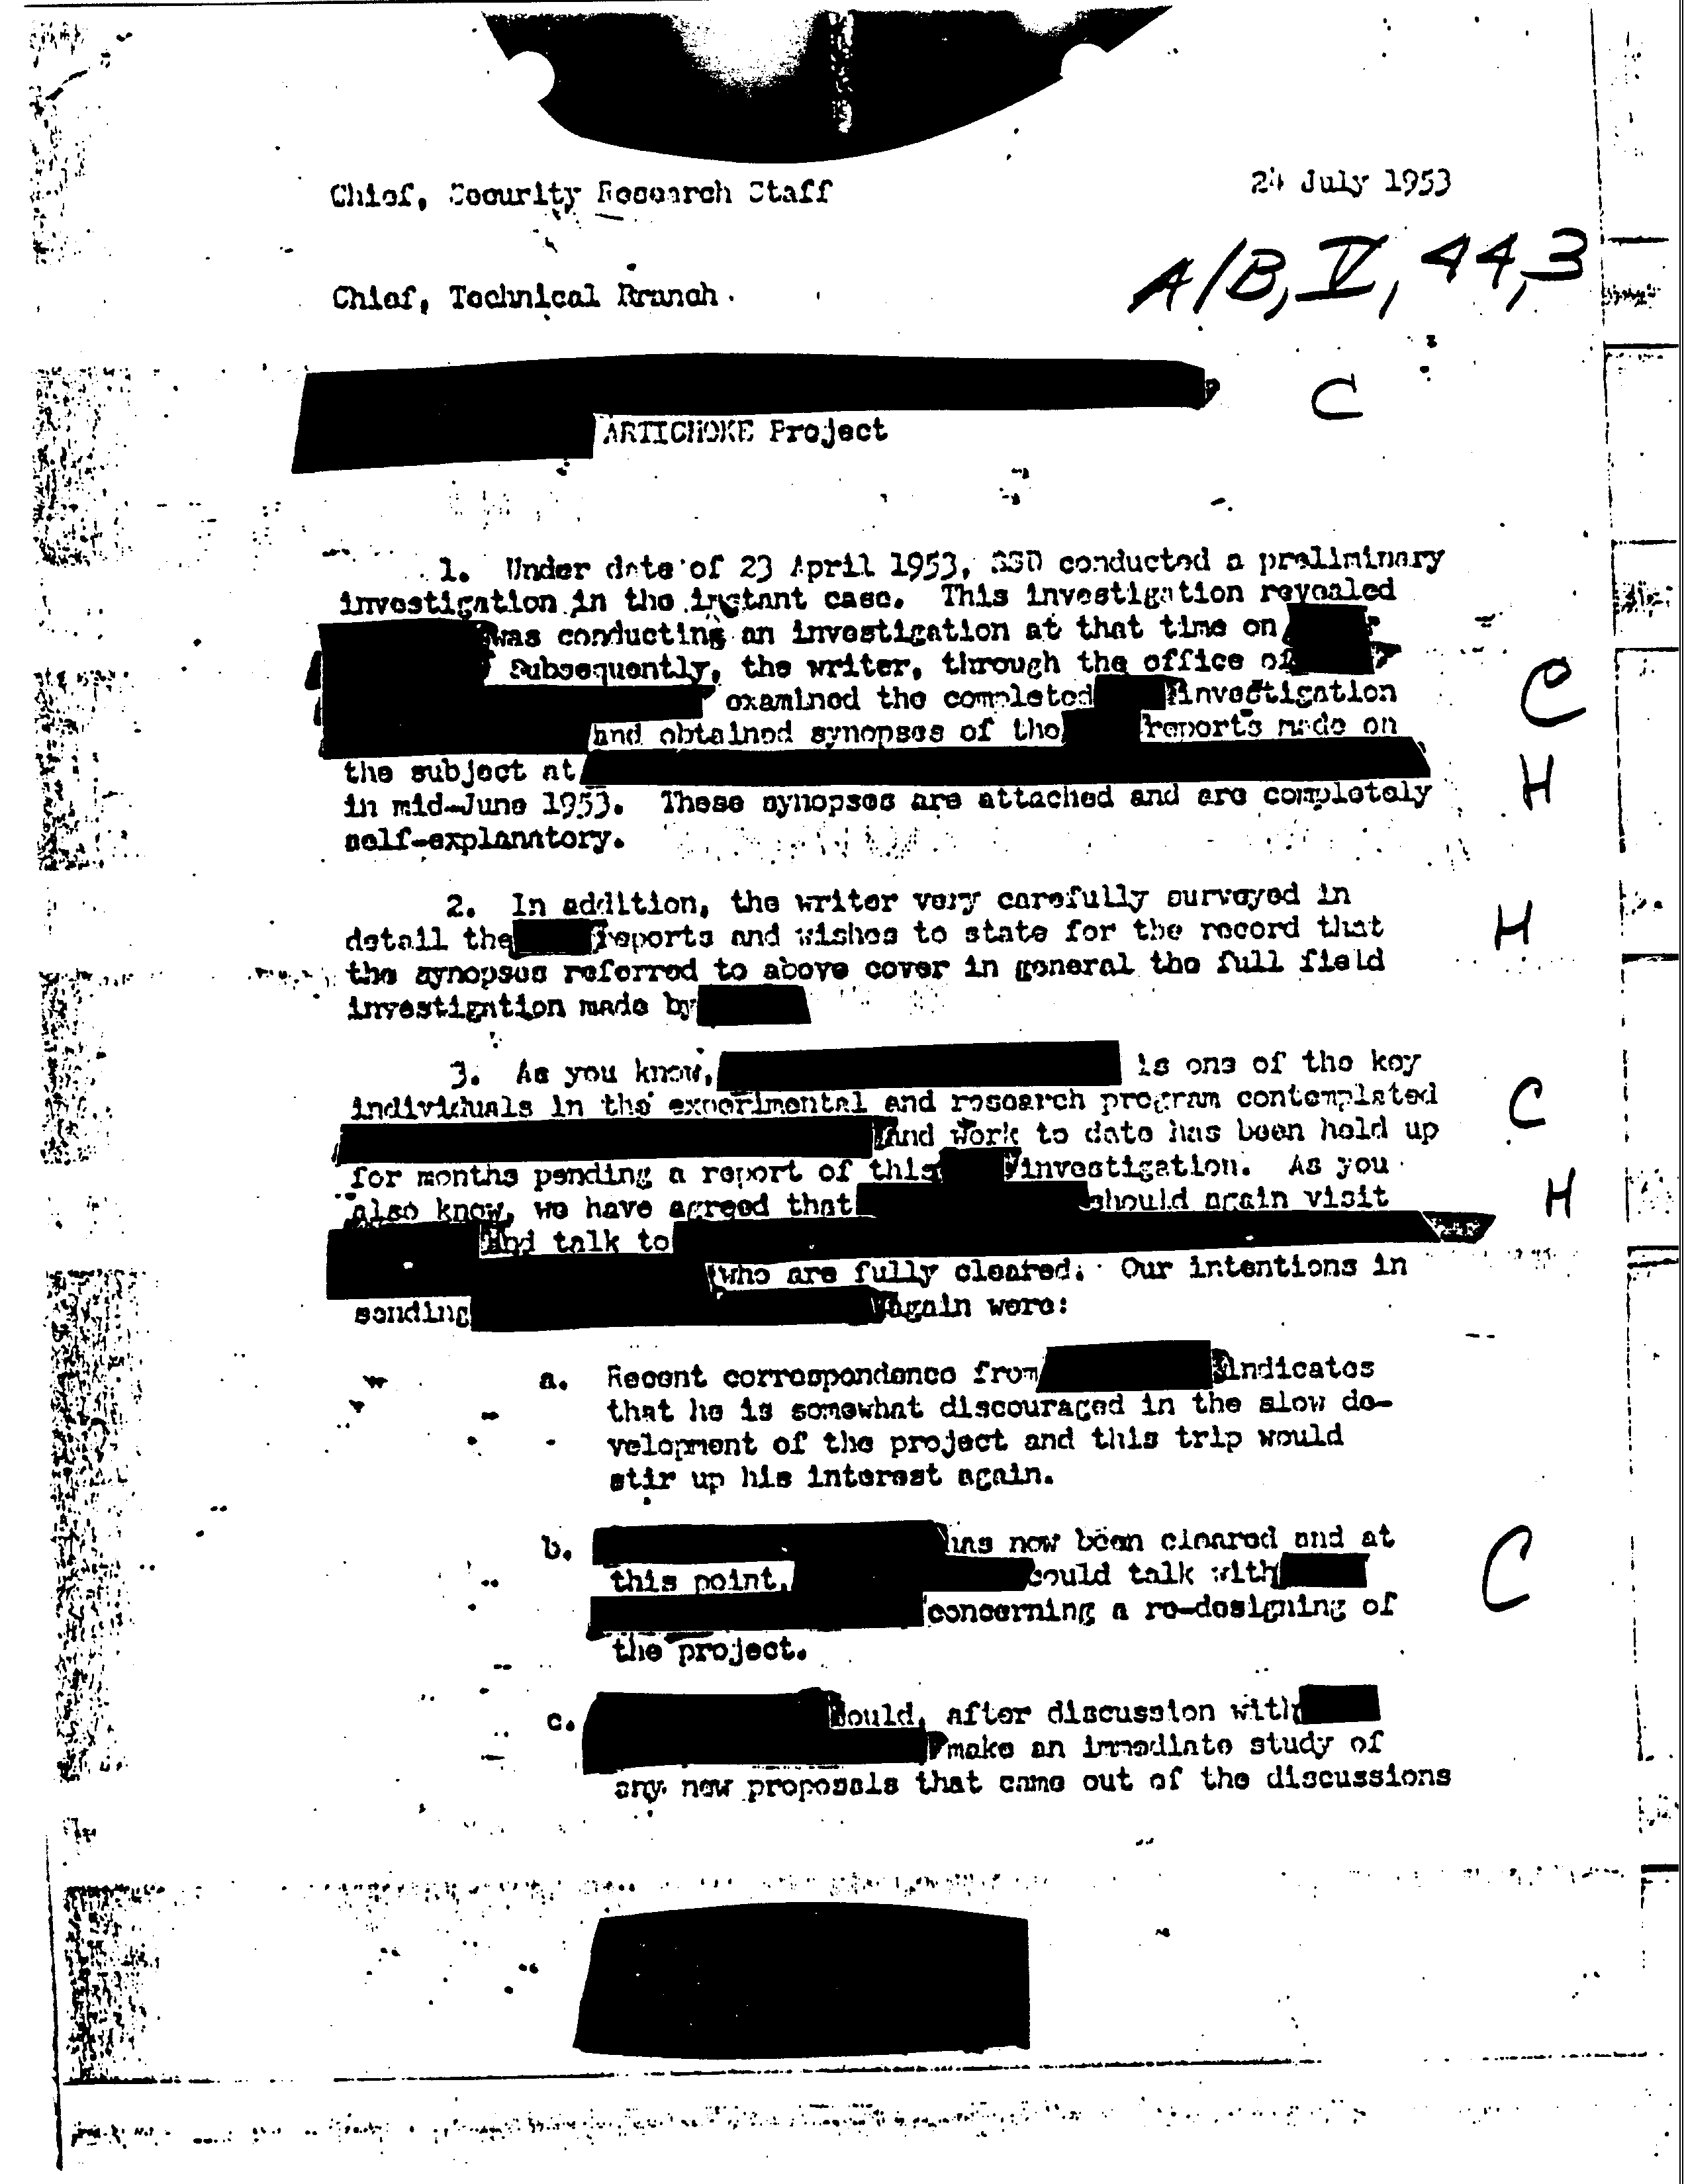 Chief, Security Research Staff 24 July 1953
A/B, V, 44, 3
Chief, Technical Branch.
C
ARTICHOKE Project
1. Under date of 23 April 1953, SSD conducted a preliminary
investigation in the instant case. This investigation revealed
was conducting an investigation at that time on
Subsequently, the writer, through the office of
examined the completed investigation
C
and obtained synopses of the reports made on
the subject at
H
in mid-June 1953. These synopses are attached and are completely
self-explanatory.
2. In addition, the writer very carefully surveyed in
detail the reports and wishes to state for the record that
H
the synopses referred to above cover in general the full field
investigation made by
3. As you know, is one of the key
individuals in the experimental and research program contemplated
C
and work to date has been held up
for months pending a report of this investigation. As you
also know, we have agreed that should again visit
H
and talk to
who are fully cleared. Our intentions in
sending again were:
a. Recent correspondence from indicates
that he is somewhat discouraged in the slow de-
velopment of the project and this trip would
stir up his interest again.
b. has now been cleared and at
this point, could talk with
C
concerning a re-designing of
the project.
c. could, after discussion with
make an immediate study of
any new proposals that came out of the discussions